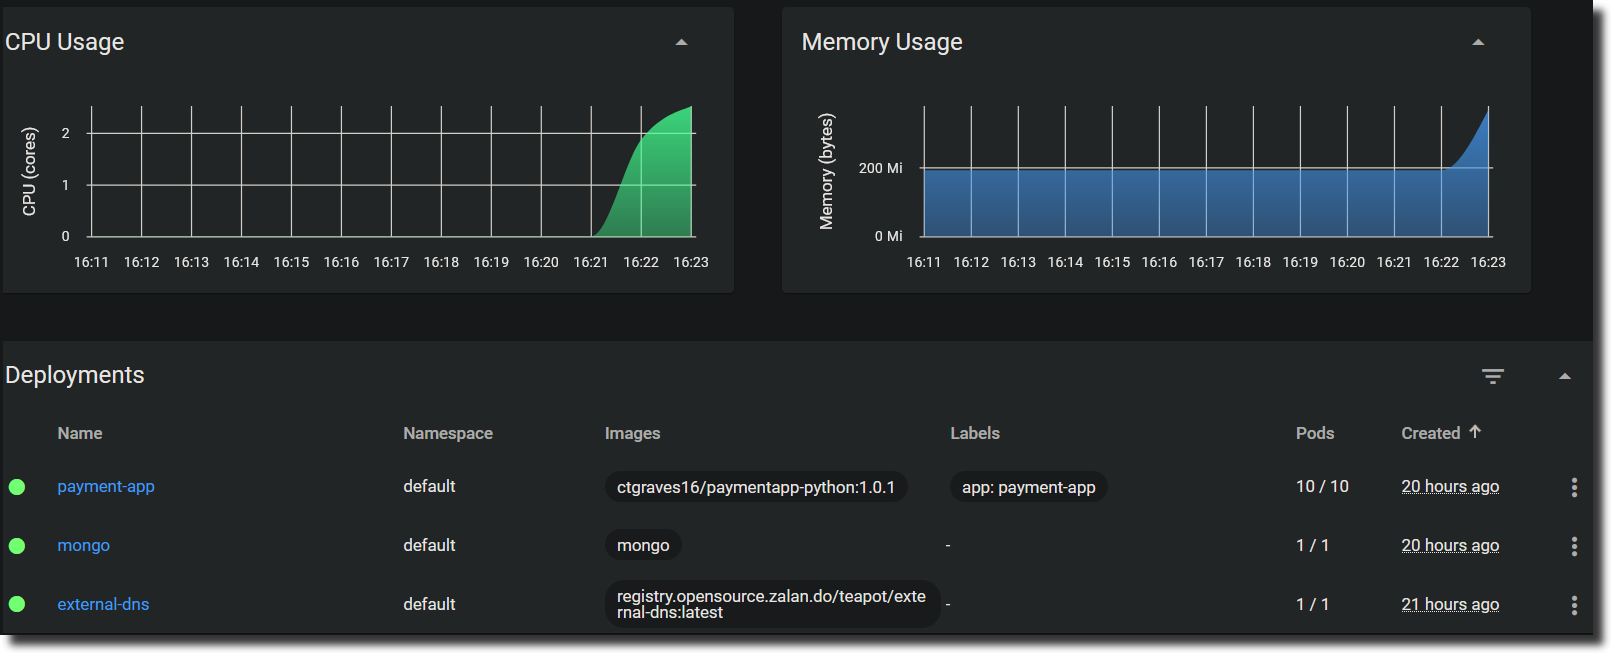 CPU Usage
CPU (cores)
2
1
0
16:11 16:12 16:13 16:14 16:15 16:16 16:17 16:18 16:19 16:20 16:21 16:22 16:23
Memory Usage
Memory (bytes)
200 Mi
0 Mi
16:11 16:12 16:13 16:14 16:15 16:16 16:17 16:18 16:19 16:20 16:21 16:22 16:23
Deployments
Name Namespace Images Labels Pods Created
payment-app default ctgraves16/paymentapp-python:1.0.1 app: payment-app 10 / 10 20 hours ago
mongo default mongo - 1 / 1 20 hours ago
external-dns default registry.opensource.zalan.do/teapot/exte - 1 / 1 21 hours ago
rnal-dns:latest